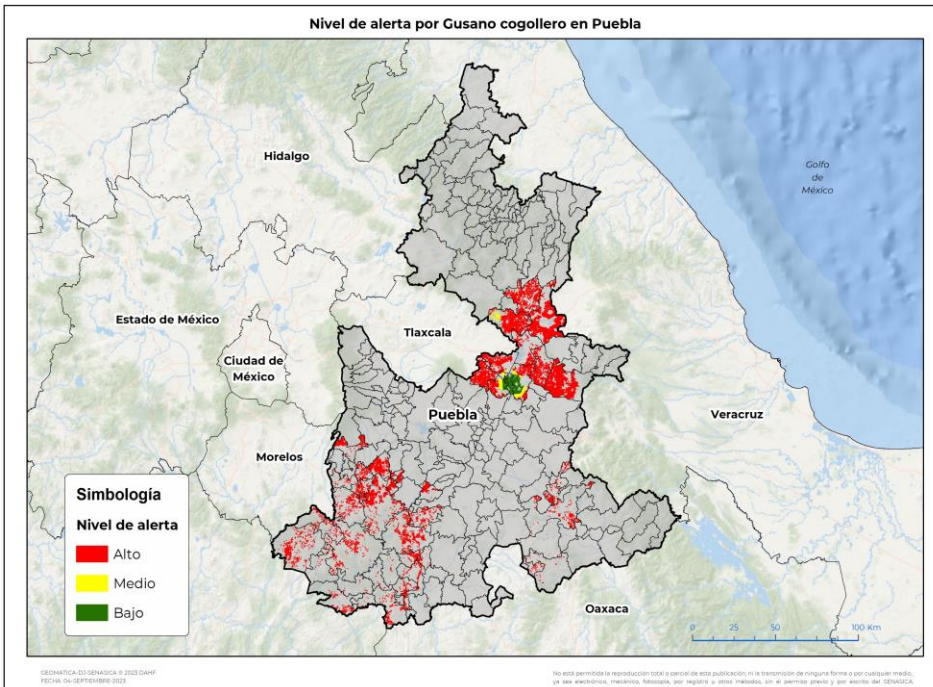 Nivel de alerta por Gusano cogollero en Puebla
Hidalgo
Golfo
de
México
Estado de México
Tlaxcala
Ciudad de
México
Puebla
Veracruz
Morelos
Simbología
Nivel de alerta
Alto
Medio
Bajo
Oaxaca
0 25 50 100 Km
GEOMÁTICA-DJ-SENASICA © 2023 DAHF
FECHA: 04-SEPTIEMBRE-2023
No está permitida la reproducción total o parcial de esta publicación, ni la transmisión de ninguna forma o por cualquier medio,
ya sea electrónico, mecánico, fotocopia, por registro u otros métodos, sin el permiso previo y por escrito del SENASICA.